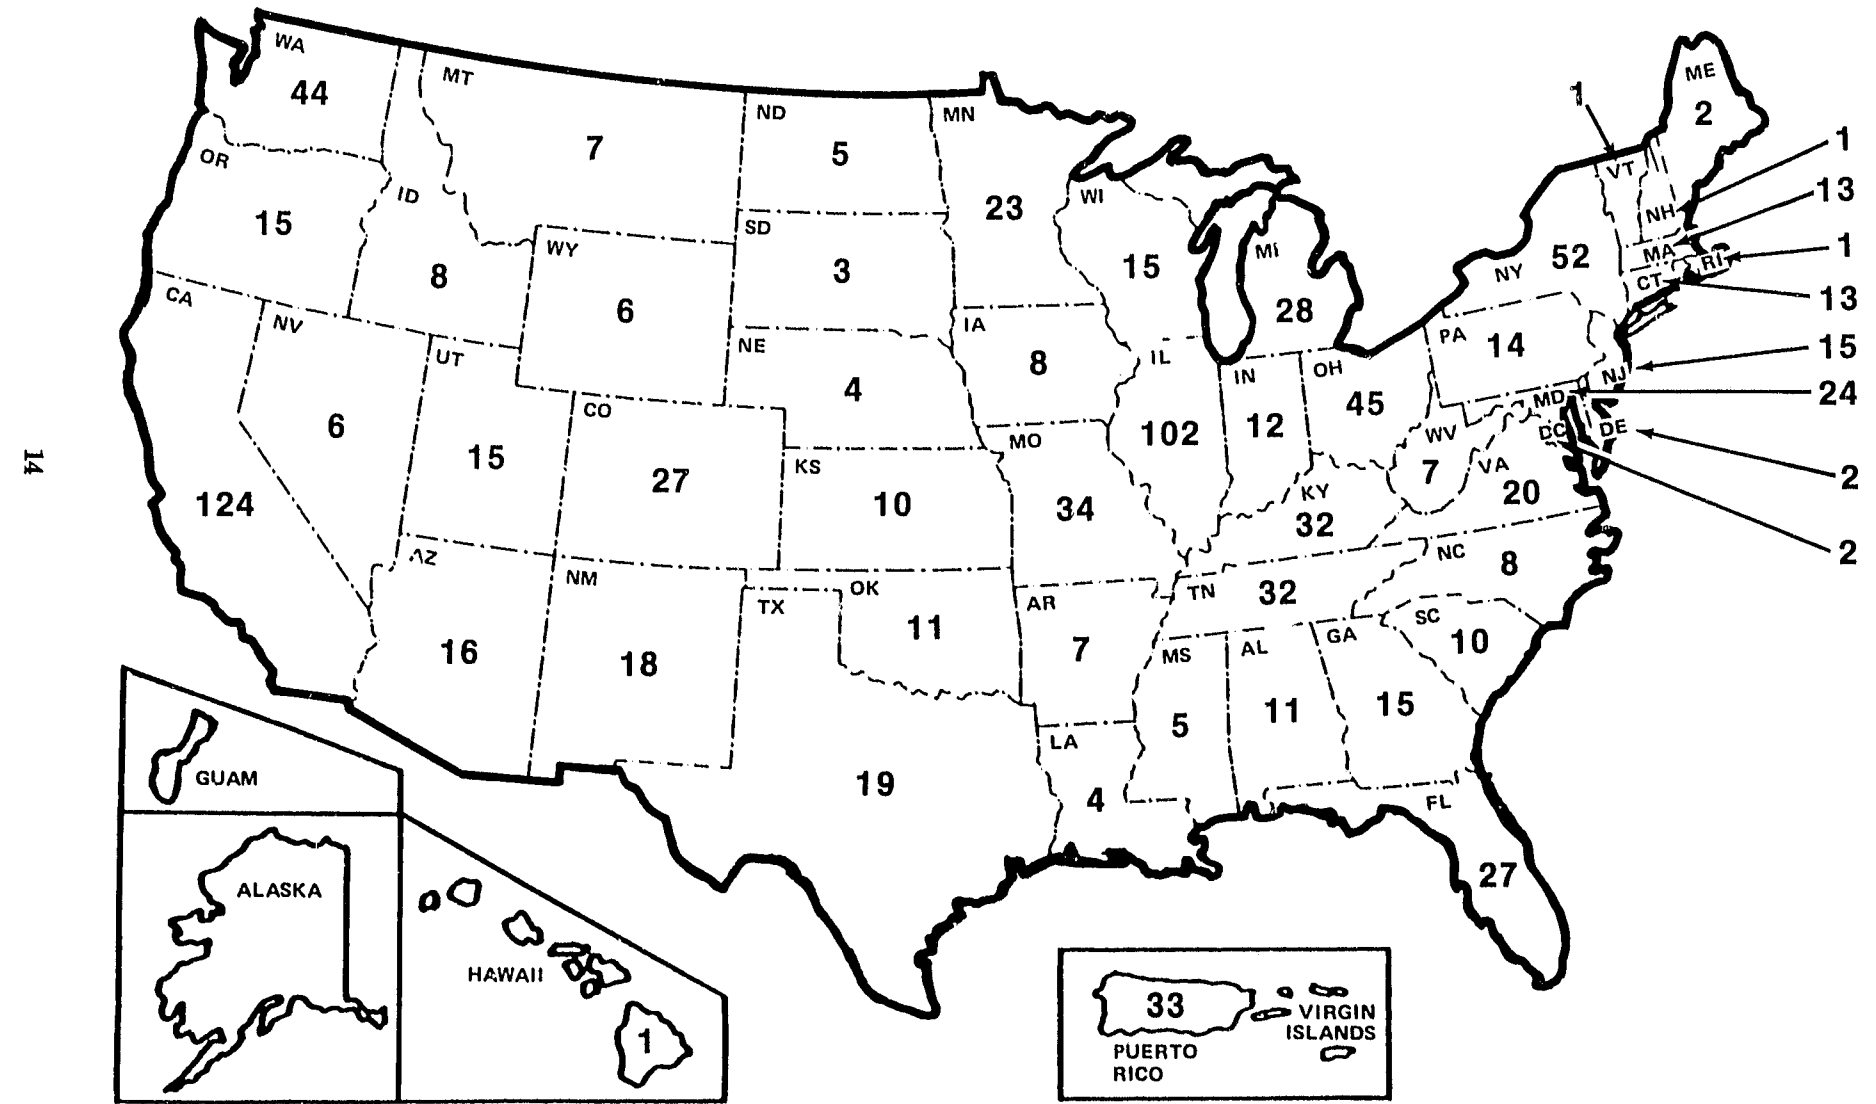 WA
44
MT
7
ND
5
MN
23
ME
2
1
VT
1
NH
13
MA
1
RI
13
CT
OR
15
ID
8
WY
6
SD
3
WI
15
MI
28
NY
52
CA
124
NV
6
UT
15
CO
27
NE
4
IA
8
IL
102
IN
12
OH
45
PA
14
15
NJ
24
MD
2
DE
2
DC
14
KS
10
MO
34
KY
32
WV
7
VA
20
AZ
16
NM
18
TX
19
OK
11
AR
7
TN
32
NC
8
SC
10
MS
5
AL
11
GA
15
LA
4
FL
27
GUAM
ALASKA
HAWAII
1
33
PUERTO
RICO
VIRGIN
ISLANDS